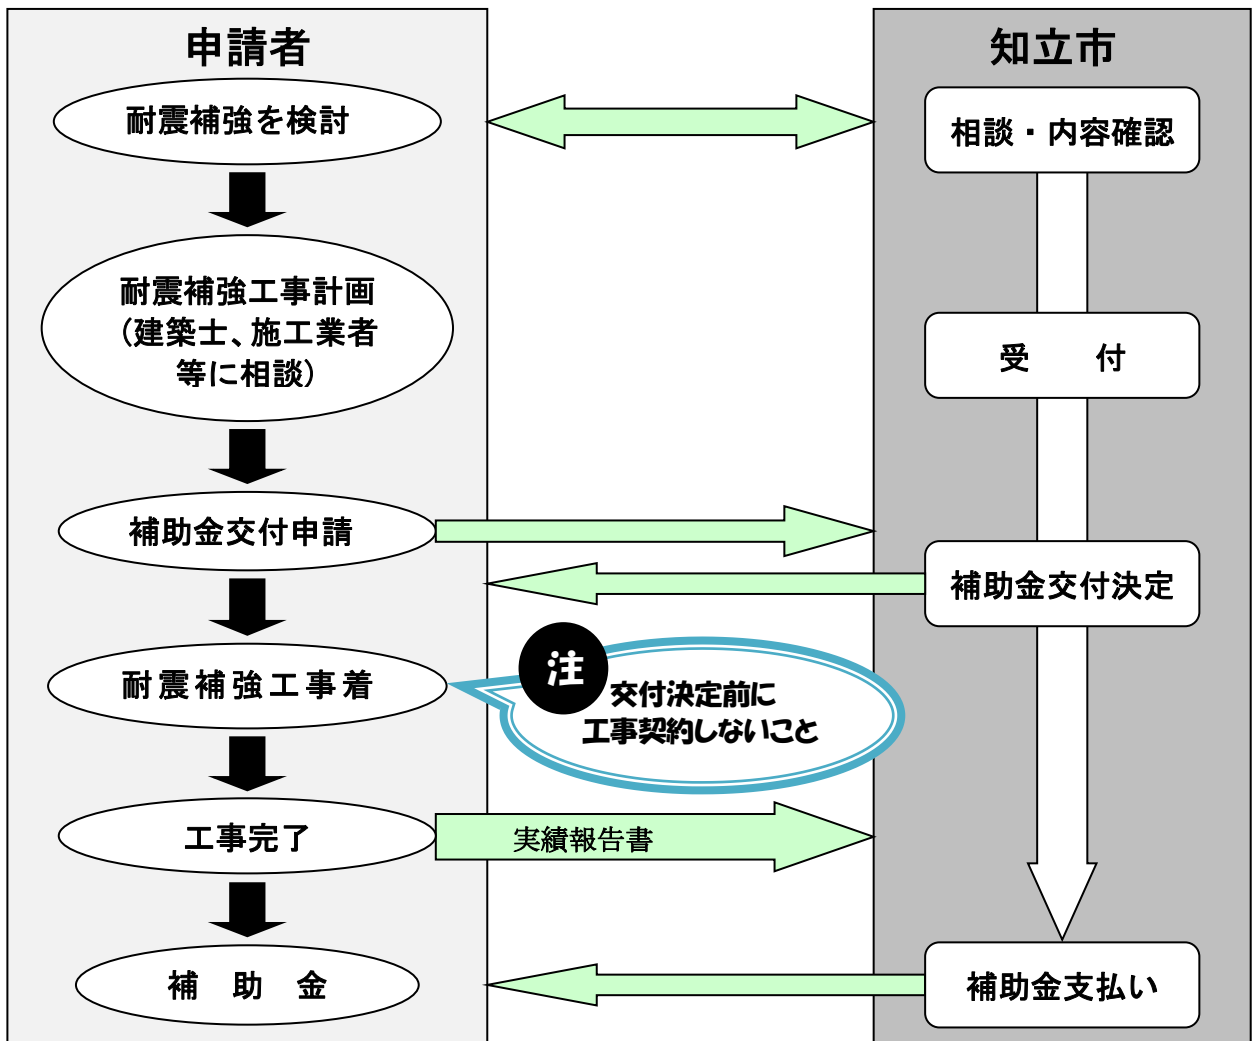 申請者
耐震補強を検討
耐震補強工事計画
(建築士、施工業者
等に相談)
補助金交付申請
耐震補強工事着
工事完了
補　助　金
注
交付決定前に
工事契約しないこと
実績報告書
知立市
相談・内容確認
受　　付
補助金交付決定
補助金支払い